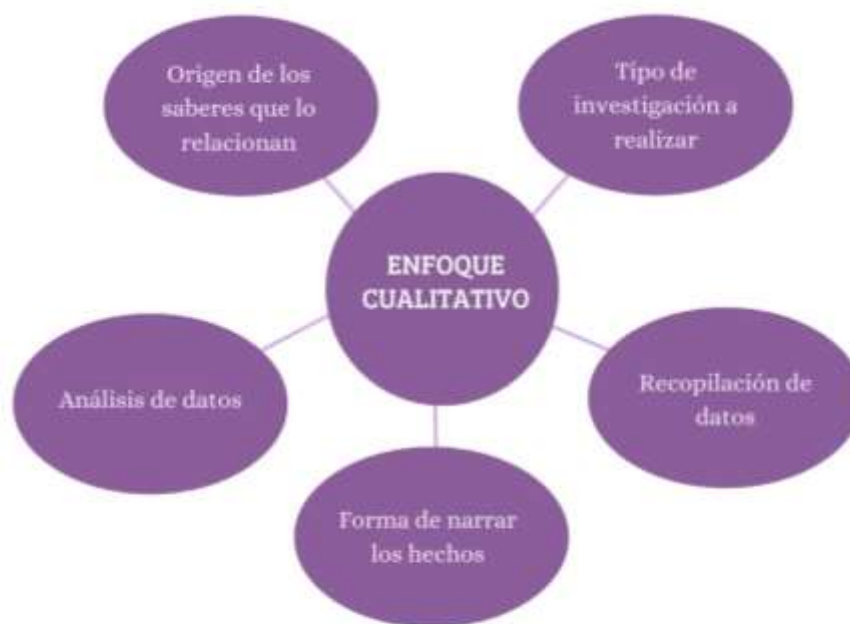 Origen de los
saberes que lo
relacionan
Tipo de
investigación a
realizar
ENFOQUE
CUALITATIVO
Análisis de datos
Recopilación de
datos
Forma de narrar
los hechos